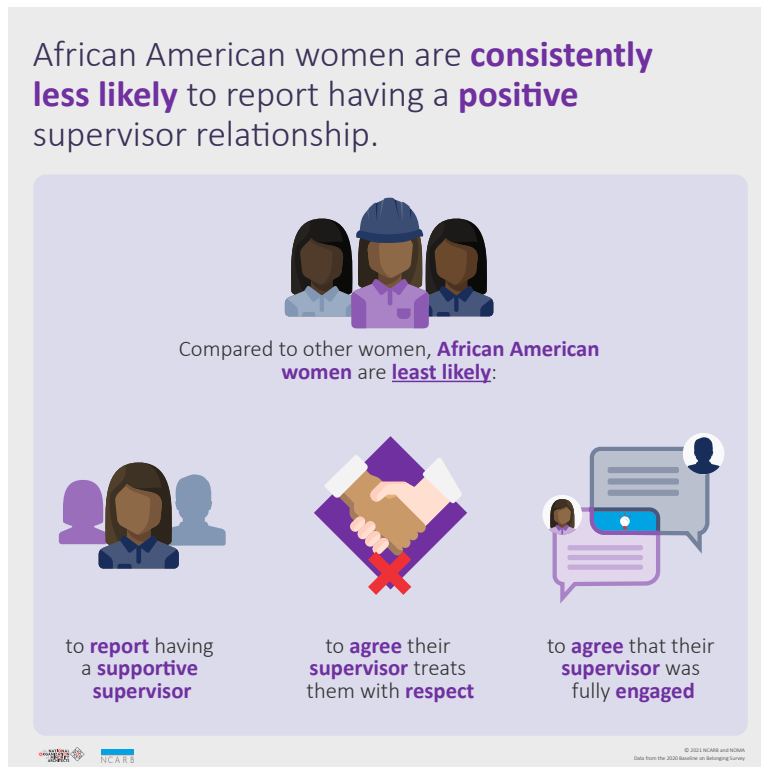 African American women are consistently
less likely to report having a positive
supervisor relationship.
Compared to other women, African American
women are least likely:
to report having
a supportive
supervisor
to agree their
supervisor treats
them with respect
to agree that their
supervisor was
fully engaged
NATIONAL
ORGANIZATION
ARCHITECTS
NCARB
© 2021 NCARB and NOMA
Data from the 2020 Baseline on Belonging Survey